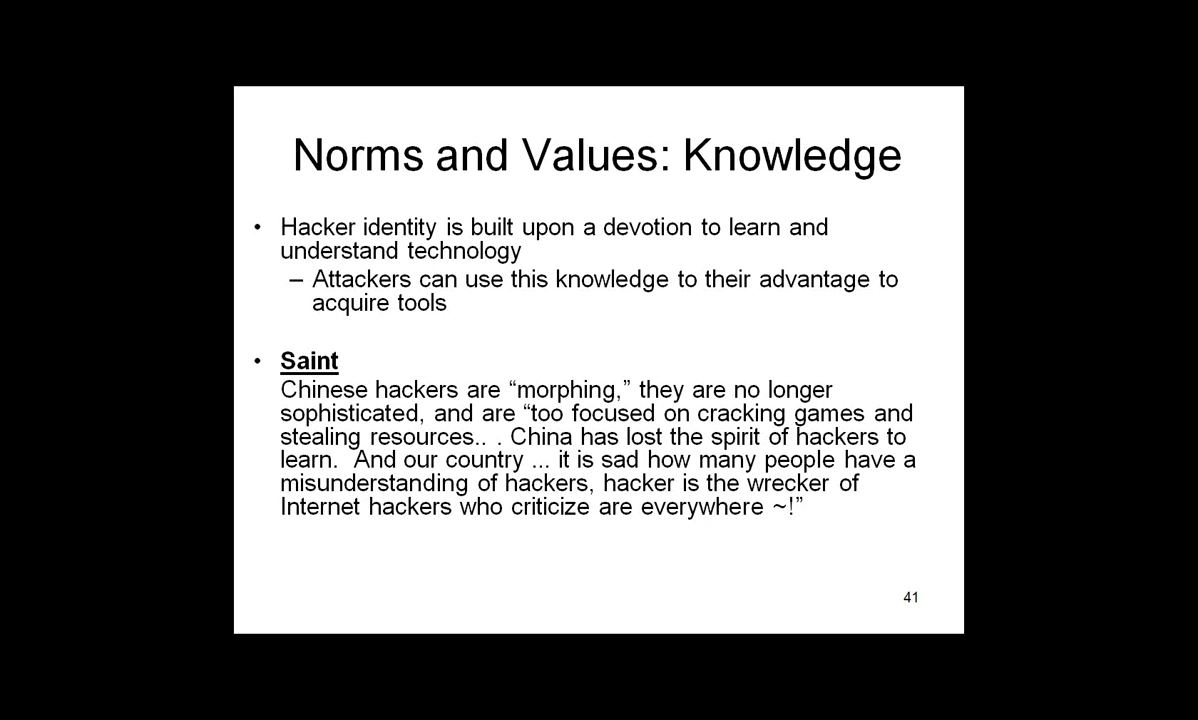 Norms and Values: Knowledge
• Hacker identity is built upon a devotion to learn and
understand technology
– Attackers can use this knowledge to their advantage to
acquire tools
• Saint
Chinese hackers are “morphing,” they are no longer
sophisticated, and are “too focused on cracking games and
stealing resources.. . China has lost the spirit of hackers to
learn.  And our country ... it is sad how many people have a
misunderstanding of hackers, hacker is the wrecker of
Internet hackers who criticize are everywhere ~!”
41